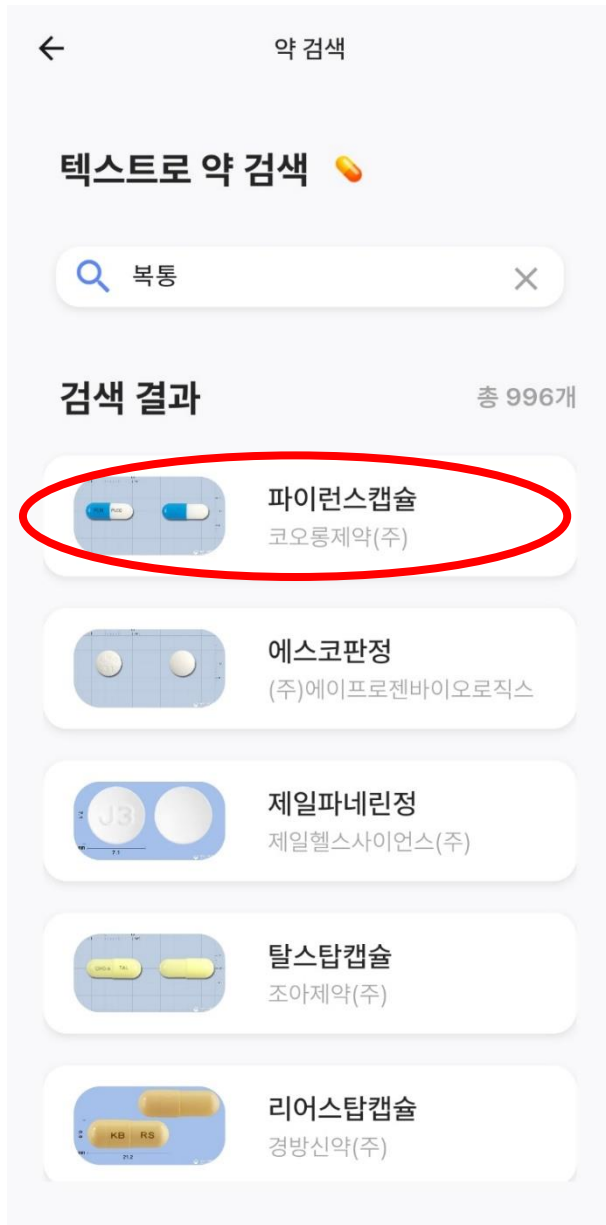 약 검색
텍스트로 약 검색
복통
검색 결과
총 996개
파이런스캡슐
코오롱제약(주)
에스코판정
(주)에이프로젠바이오로직스
J3
7.1
제일파네린정
제일헬스사이언스(주)
탈스탑캡슐
조아제약(주)
KB RS
21.2
리어스탑캡슐
경방신약(주)